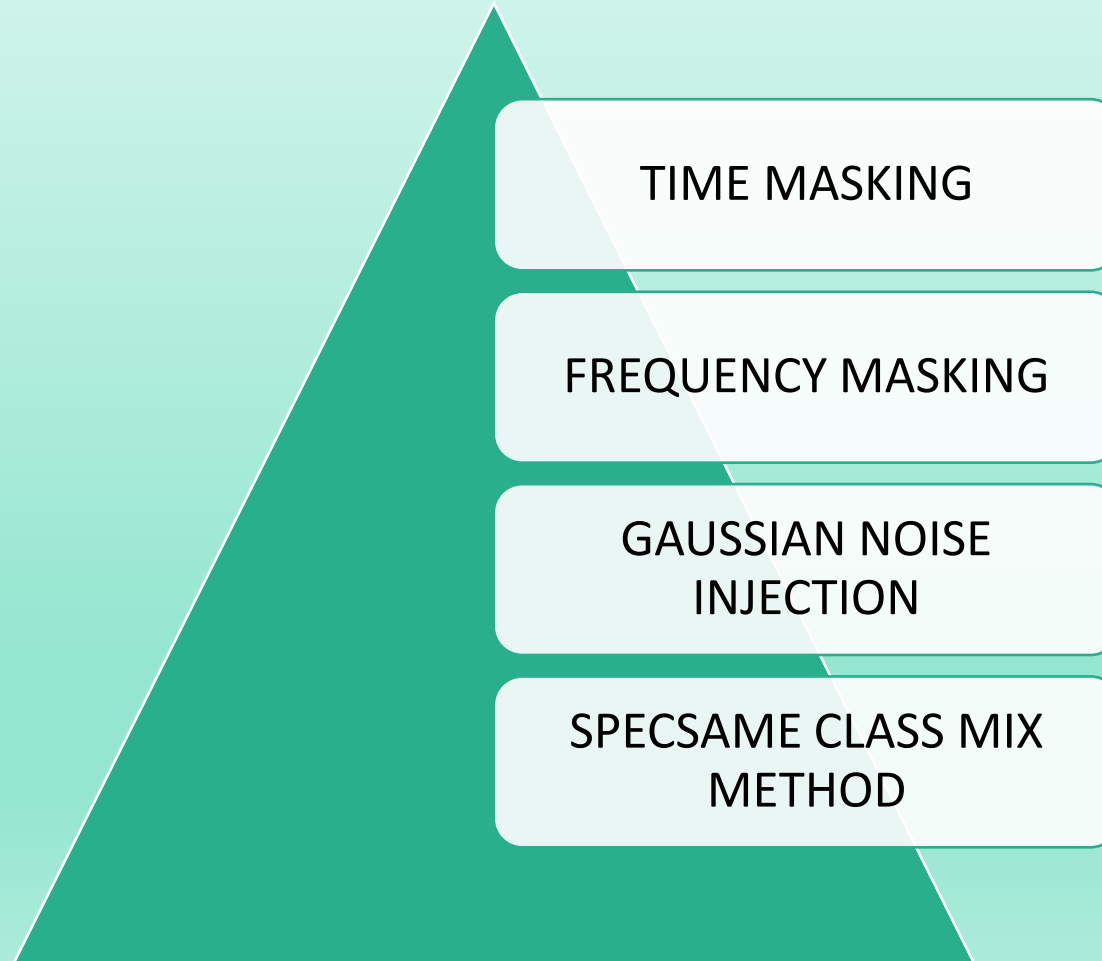 TIME MASKING
FREQUENCY MASKING
GAUSSIAN NOISE
INJECTION
SPECSAME CLASS MIX
METHOD